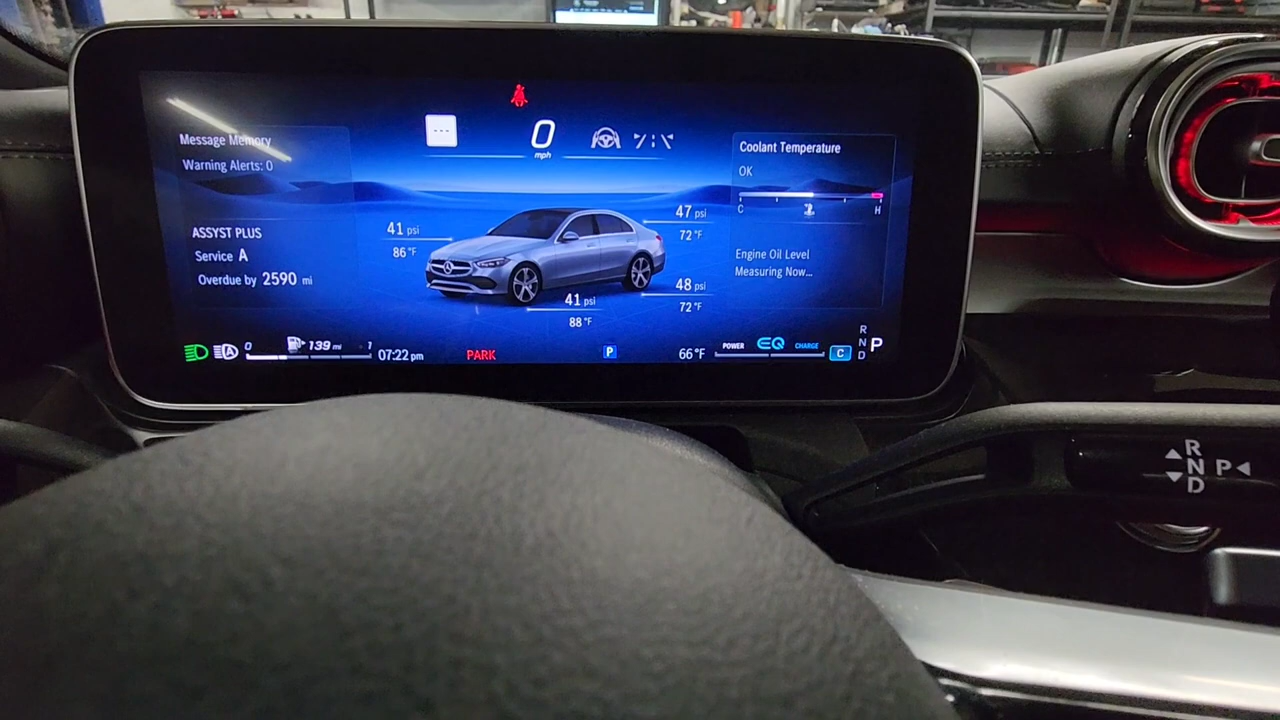 Message Memory
Warning Alerts: 0
ASSYST PLUS
Service A
Overdue by 2590 mi
---
0
mph
41 psi
86 °F
47 psi
72 °F
48 psi
72 °F
41 psi
88 °F
Coolant Temperature
OK
C H
Engine Oil Level
Measuring Now...
A
0 139 mi 1
07:22 pm
PARK
P
66 °F
POWER EQ CHARGE
C
R
N
D
P
R
N P
D